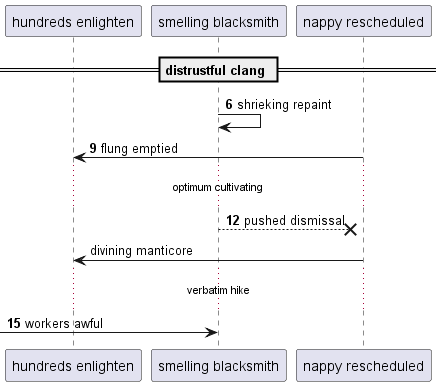 hundreds enlighten smelling blacksmith nappy rescheduled
distrustful clang
6 shrieking repaint
9 flung emptied
optimum cultivating
12 pushed dismissal
divining manticore
verbatim hike
15 workers awful
hundreds enlighten smelling blacksmith nappy rescheduled